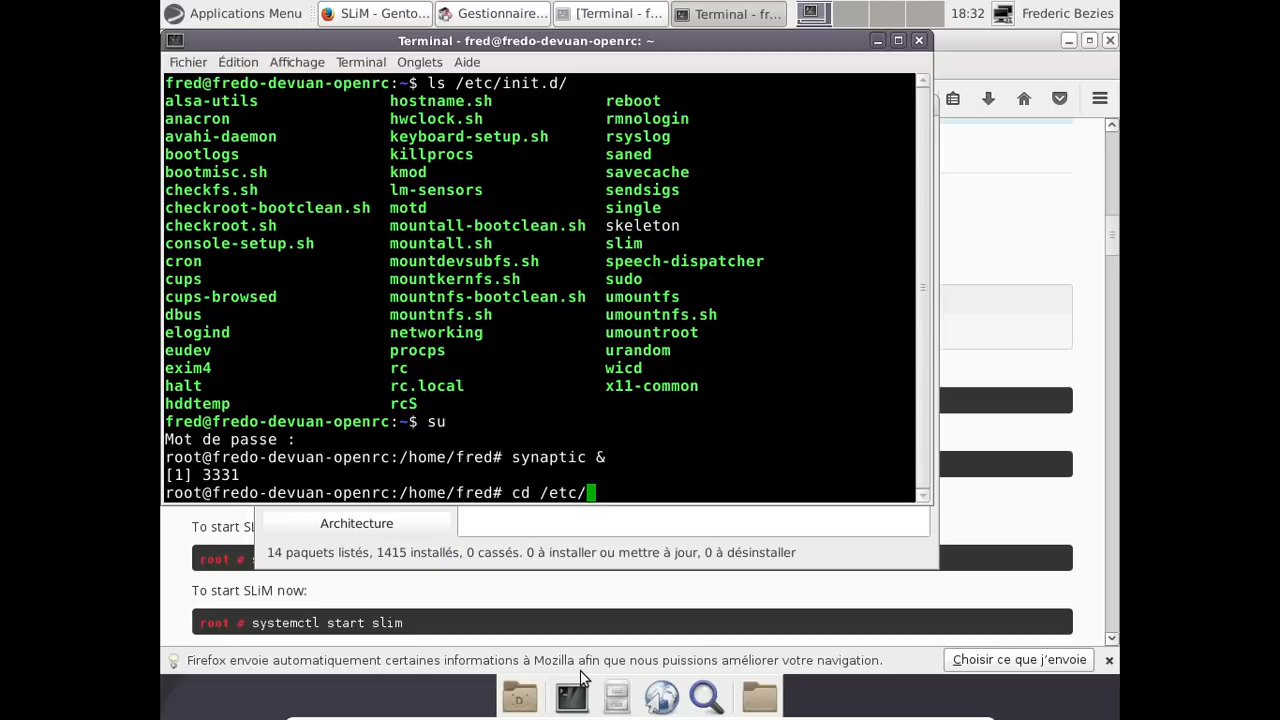 Applications Menu
SLiM - Gento...
Gestionnaire...
[Terminal - f...
Terminal - fr...
18:32
Frederic Bezies
Terminal - fred@fredo-devuan-openrc: ~
Fichier Édition Affichage Terminal Onglets Aide
fred@fredo-devuan-openrc:~$ ls /etc/init.d/
alsa-utils hostname.sh reboot
anacron hwclock.sh rmnologin
avahi-daemon keyboard-setup.sh rsyslog
bootlogs killprocs saned
bootmisc.sh kmod savecache
checkfs.sh lm-sensors sendsigs
checkroot-bootclean.sh motd single
checkroot.sh mountall-bootclean.sh skeleton
console-setup.sh mountall.sh slim
cron mountdevsubfs.sh speech-dispatcher
cups mountkernfs.sh sudo
cups-browsed mountnfs-bootclean.sh umountfs
dbus mountnfs.sh umountnfs.sh
elogind networking umountroot
eudev procps urandom
exim4 rc wicd
halt rc.local x11-common
hddtemp rcS
fred@fredo-devuan-openrc:~$ su
Mot de passe :
root@fredo-devuan-openrc:/home/fred# synaptic &
[1] 3331
root@fredo-devuan-openrc:/home/fred# cd /etc/
Architecture
14 paquets listés, 1415 installés, 0 cassés. 0 à installer ou mettre à jour, 0 à désinstaller
To start SL
root # s
To start SLiM now:
root # systemctl start slim
Firefox envoie automatiquement certaines informations à Mozilla afin que nous puissions améliorer votre navigation.
Choisir ce que j'envoie